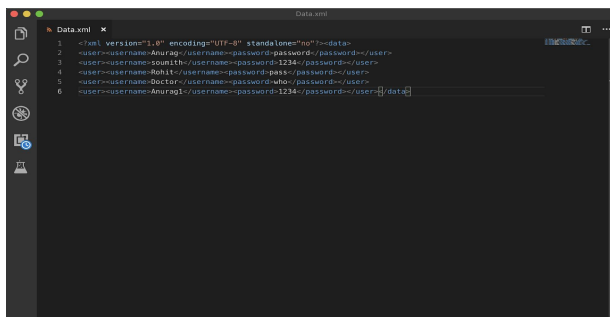 Data.xml
Data.xml ×
1 <?xml version="1.0" encoding="UTF-8" standalone="no"?><data>
2 <user><username>Anurag</username><password>password</password></user>
3 <user><username>soumith</username><password>1234</password></user>
4 <user><username>Rohit</username><password>pass</password></user>
5 <user><username>Doctor</username><password>who</password></user>
6 <user><username>Anurag1</username><password>1234</password></user></data>